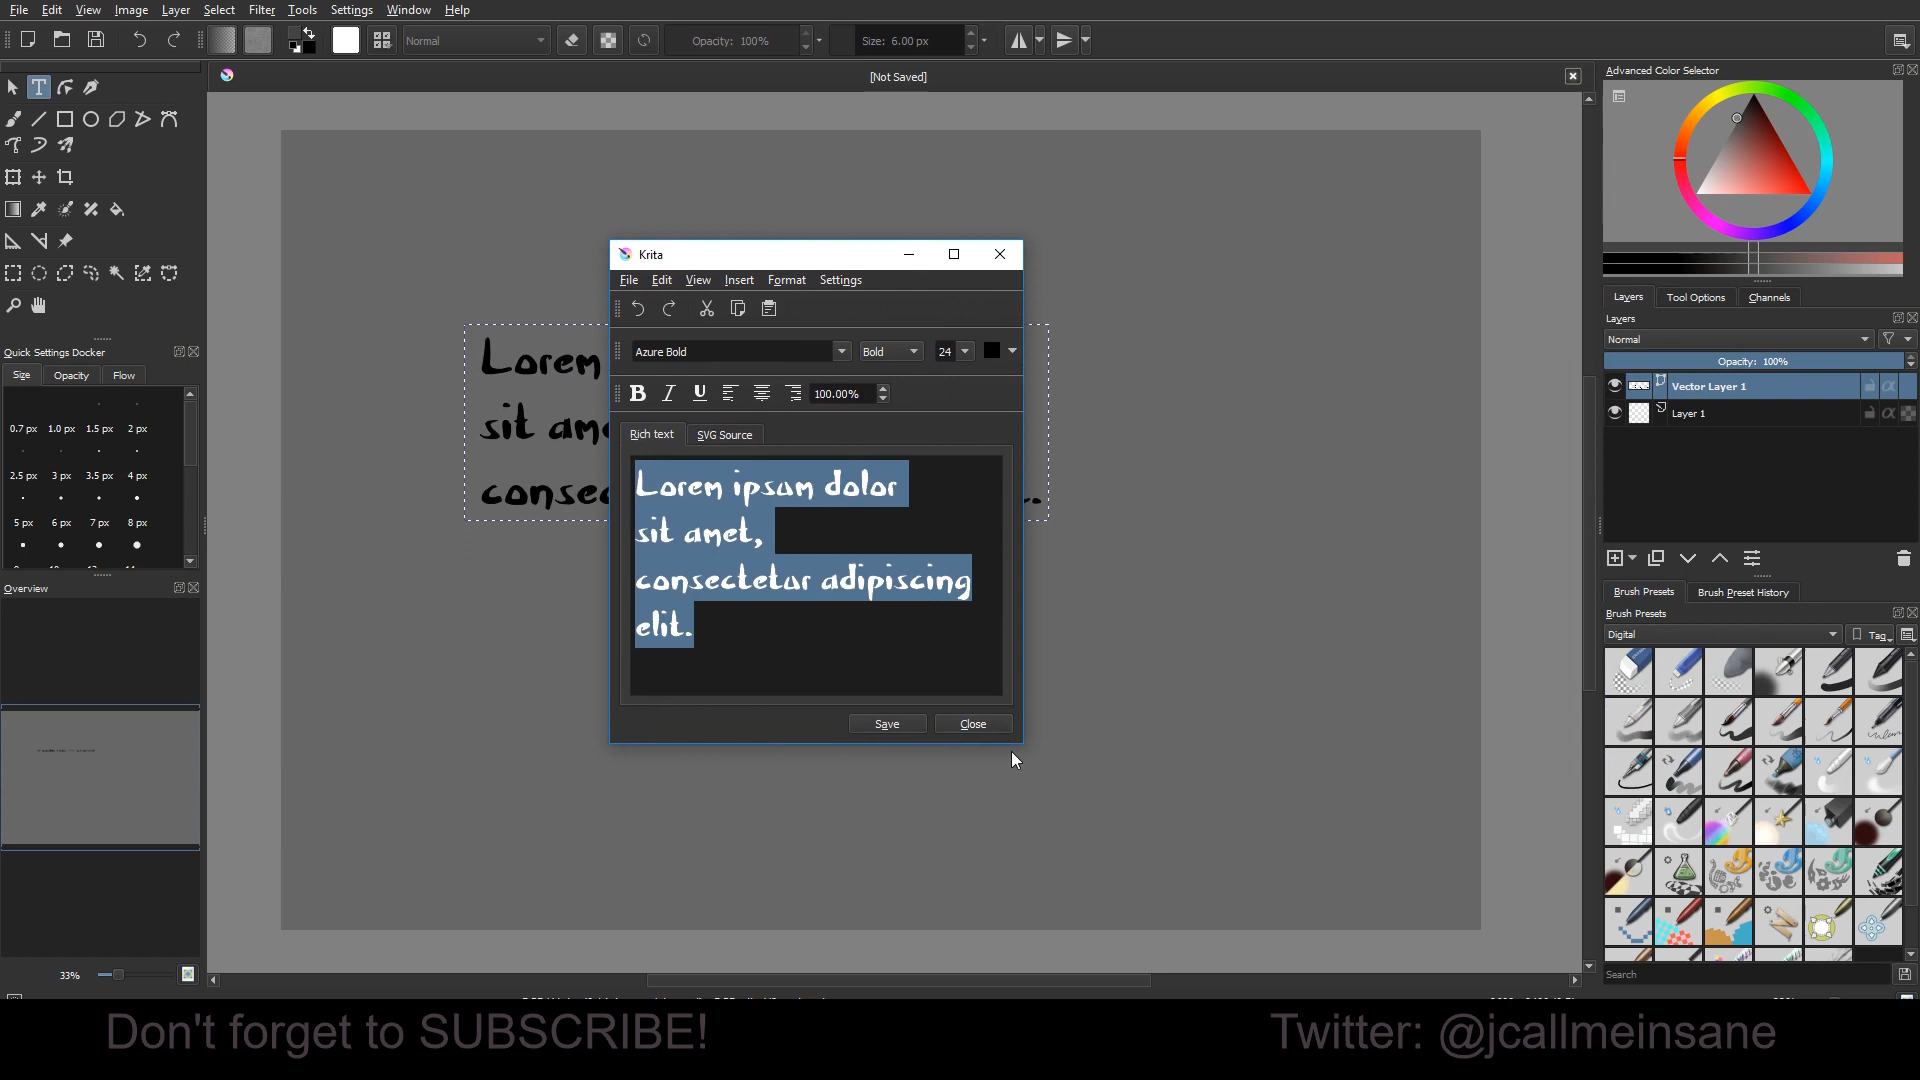 File Edit View Image Layer Select Filter Tools Settings Window Help
Normal Opacity: 100% Size: 6.00 px
[Not Saved]
Advanced Color Selector
Krita
File Edit View Insert Format Settings
Azure Bold Bold 24
B I U 100.00%
Rich text SVG Source
Lorem ipsum dolor
sit amet,
consectetur adipiscing
elit.
Save Close
Lorem
sit ame
consec
Quick Settings Docker
Size Opacity Flow
0.7 px 1.0 px 1.5 px 2 px
2.5 px 3 px 3.5 px 4 px
5 px 6 px 7 px 8 px
Overview
33%
Layers Tool Options Channels
Layers
Normal
Opacity: 100%
Vector Layer 1
Layer 1
Brush Presets Brush Preset History
Brush Presets
Digital Tag
Search
Don't forget to SUBSCRIBE! Twitter: @jcallmeinsane